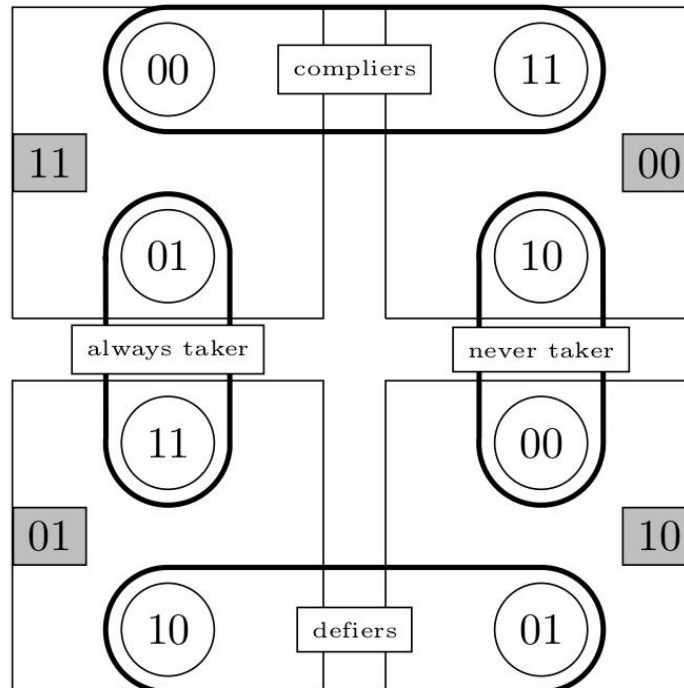 00 compliers 11
11 00
01 10
always taker never taker
11 00
01 10
10 defiers 01